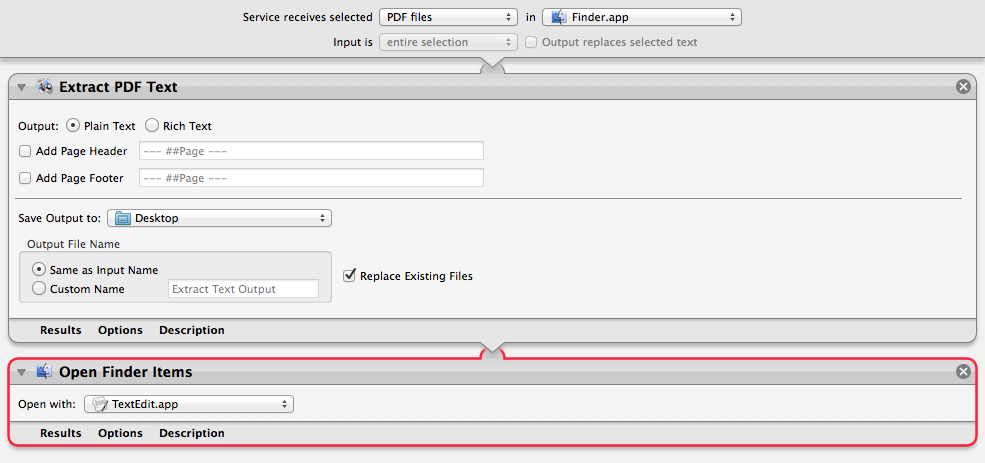 Service receives selected PDF files in Finder.app
Input is entire selection Output replaces selected text
Extract PDF Text
Output: Plain Text Rich Text
Add Page Header --- ##Page ---
Add Page Footer --- ##Page ---
Save Output to: Desktop
Output File Name
Same as Input Name
Replace Existing Files
Custom Name Extract Text Output
Results Options Description
Open Finder Items
Open with: TextEdit.app
Results Options Description